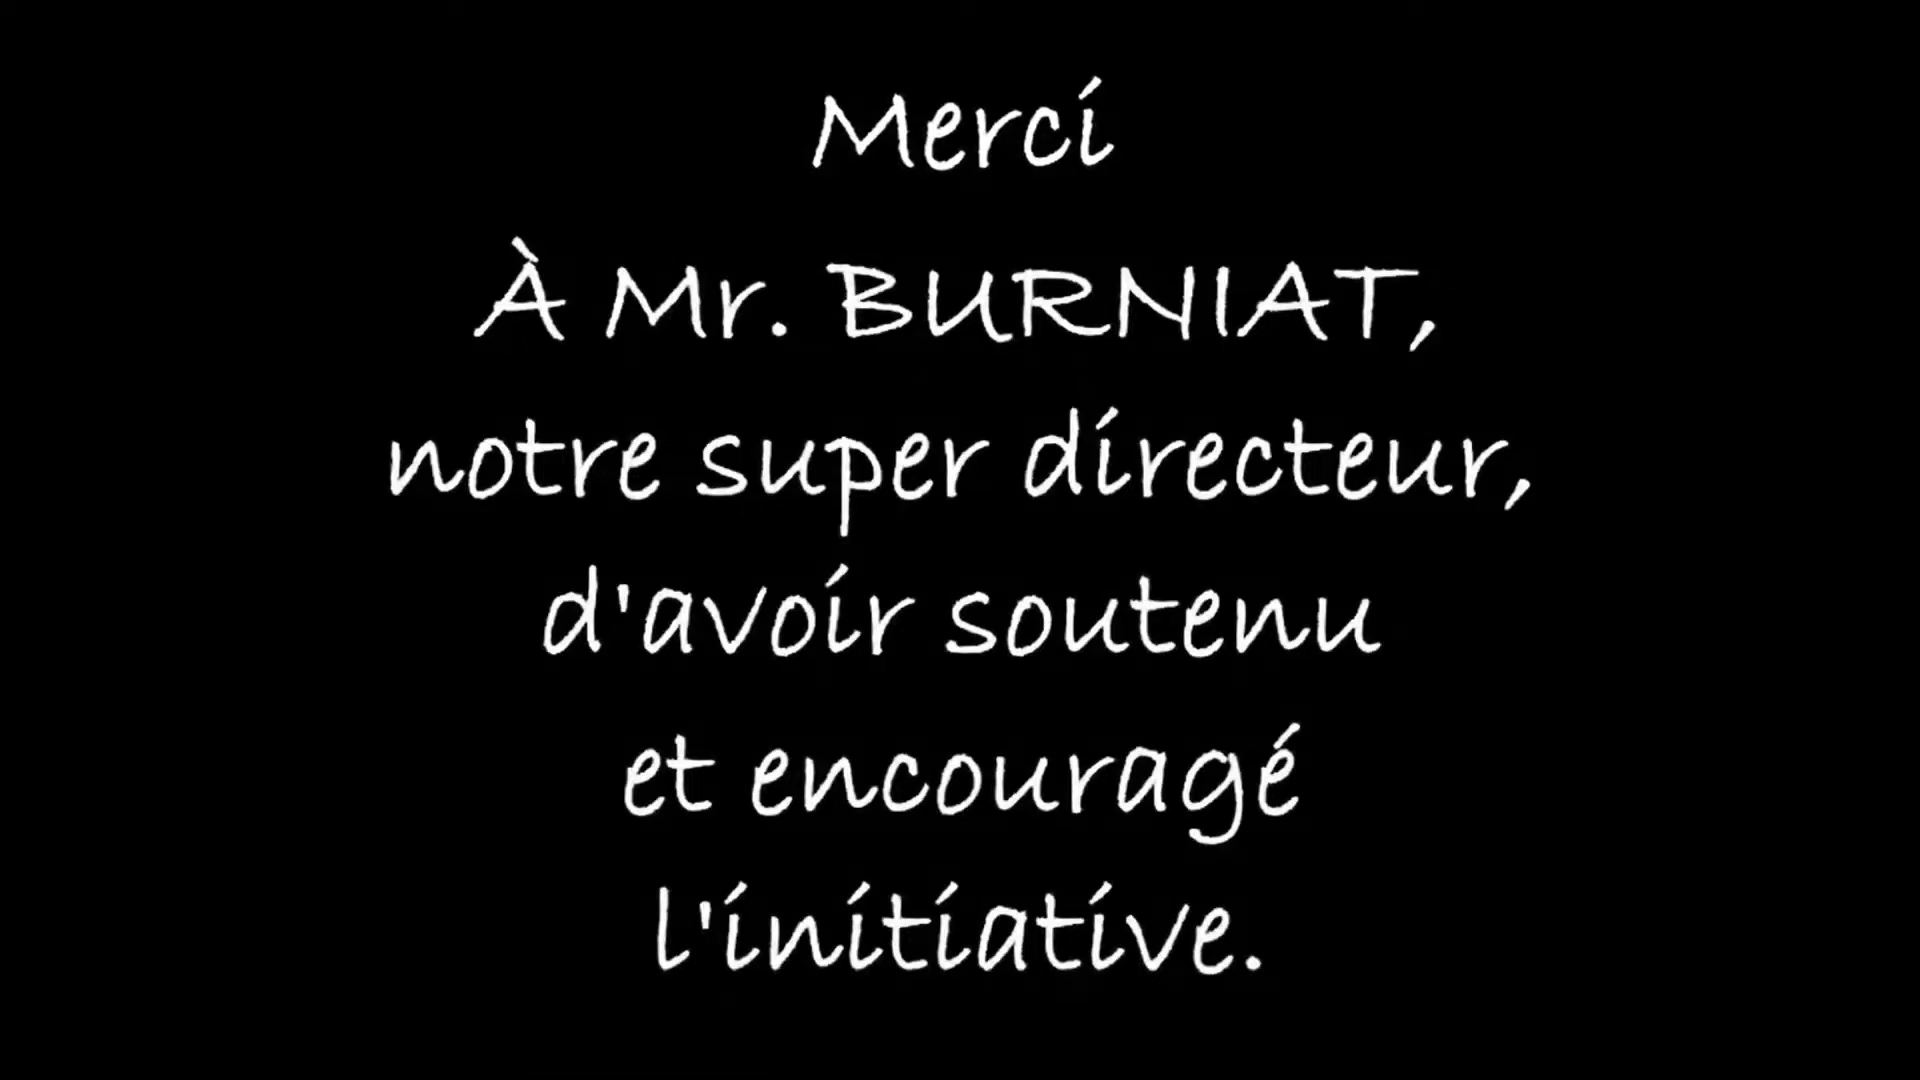 Merci
À Mr. BURNIAT,
notre super directeur,
d'avoir soutenu
et encouragé
l'initiative.